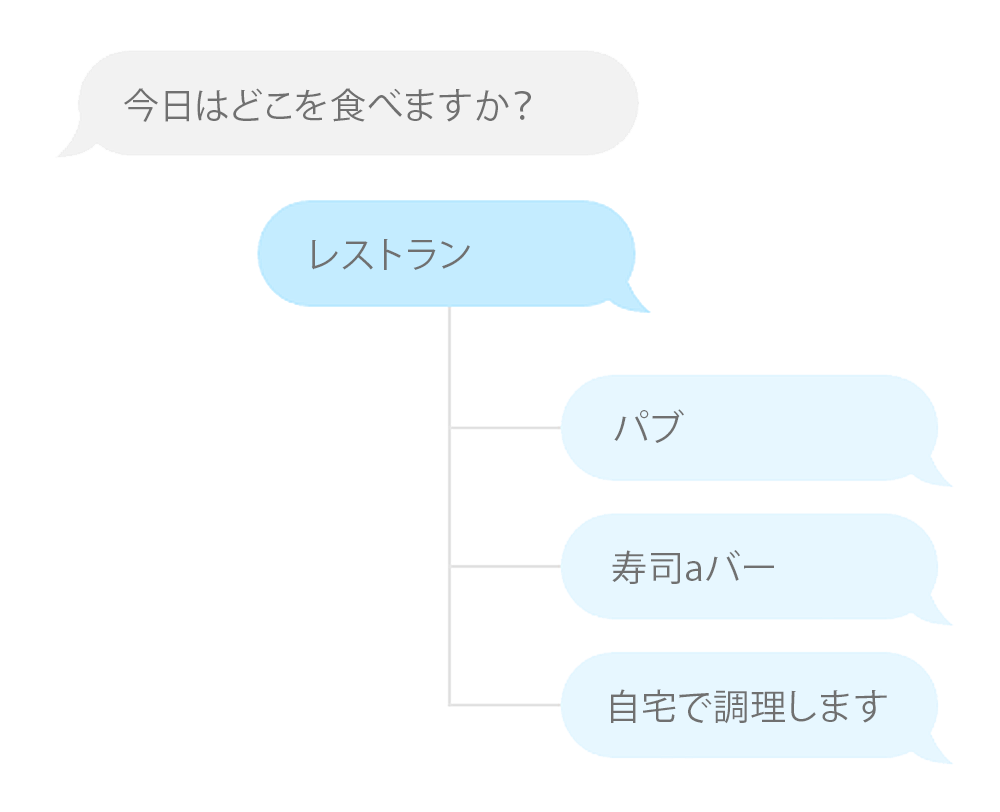 今日はどこを食べますか？
レストラン
パブ
寿司aバー
自宅で調理します